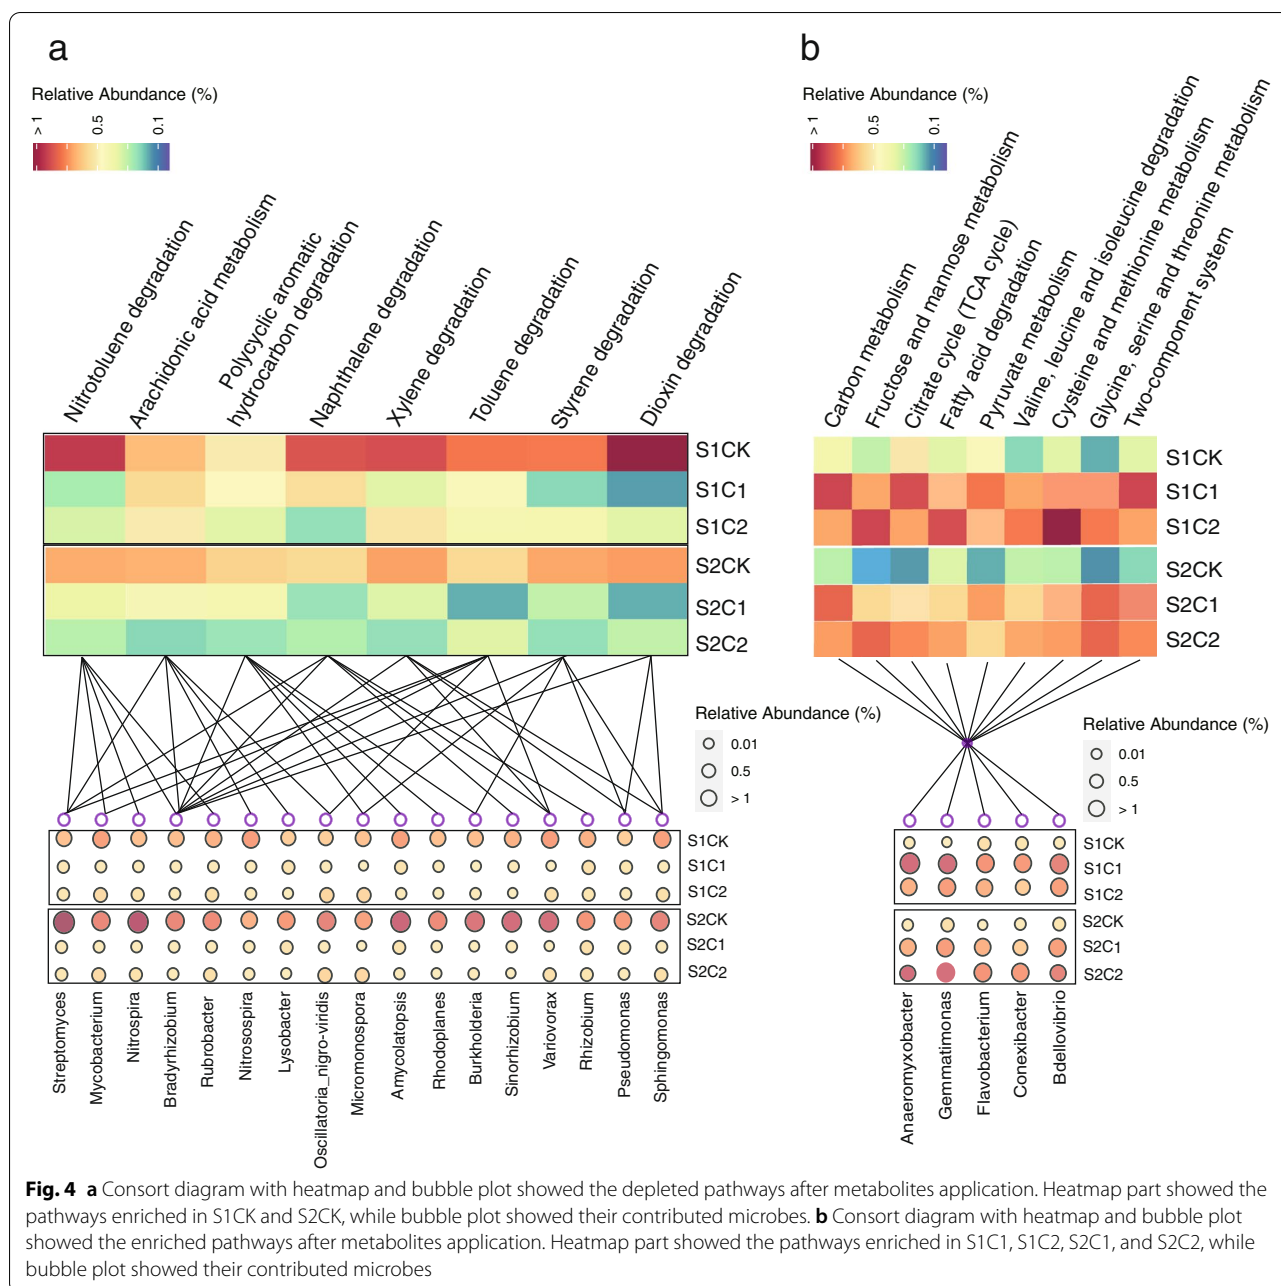 a
Relative Abundance (%)
> 1
0.5
0.1
Nitrotoluene degradation
Arachidonic acid metabolism
Polycyclic aromatic
hydrocarbon degradation
Naphthalene degradation
Xylene degradation
Toluene degradation
Styrene degradation
Dioxin degradation
S1CK
S1C1
S1C2
S2CK
S2C1
S2C2
Relative Abundance (%)
0.01
0.5
> 1
S1CK
S1C1
S1C2
S2CK
S2C1
S2C2
Streptomyces
Mycobacterium
Nitrospira
Bradyrhizobium
Rubrobacter
Nitrosospira
Lysobacter
Oscillatoria_nigro-viridis
Micromonospora
Amycolatopsis
Rhodoplanes
Burkholderia
Sinorhizobium
Variovorax
Rhizobium
Pseudomonas
Sphingomonas
b
Relative Abundance (%)
> 1
0.5
0.1
Carbon metabolism
Fructose and mannose metabolism
Citrate cycle (TCA cycle)
Fatty acid degradation
Pyruvate metabolism
Valine, leucine and isoleucine degradation
Cysteine and methionine metabolism
Glycine, serine and threonine metabolism
Two-component system
S1CK
S1C1
S1C2
S2CK
S2C1
S2C2
Relative Abundance (%)
0.01
0.5
> 1
S1CK
S1C1
S1C2
S2CK
S2C1
S2C2
Anaeromyxobacter
Gemmatimonas
Flavobacterium
Conexibacter
Bdellovibrio
Fig. 4 a Consort diagram with heatmap and bubble plot showed the depleted pathways after metabolites application. Heatmap part showed the
pathways enriched in S1CK and S2CK, while bubble plot showed their contributed microbes. b Consort diagram with heatmap and bubble plot
showed the enriched pathways after metabolites application. Heatmap part showed the pathways enriched in S1C1, S1C2, S2C1, and S2C2, while
bubble plot showed their contributed microbes